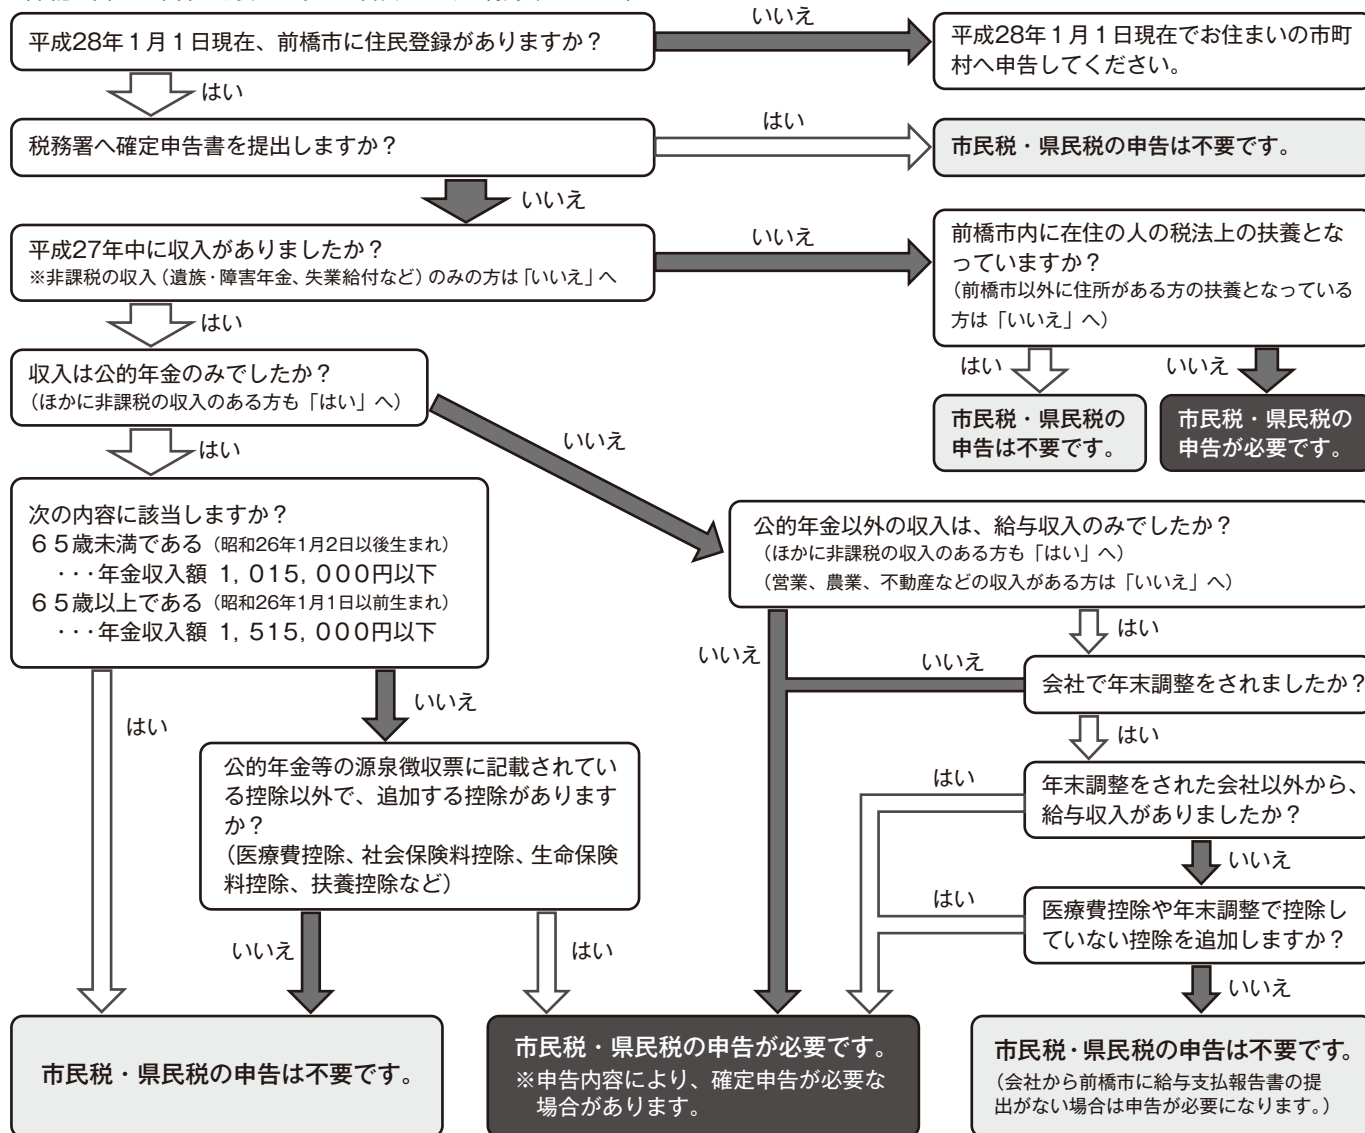 平成28年1月1日現在、前橋市に住民登録がありますか？
いいえ
平成28年1月1日現在でお住まいの市町
村へ申告してください。
はい
税務署へ確定申告書を提出しますか？
はい
市民税・県民税の申告は不要です。
いいえ
平成27年中に収入がありましたか？
※非課税の収入（遺族・障害年金、失業給付など）のみの方は「いいえ」へ
いいえ
前橋市内に在住の人の税法上の扶養とな
っていますか？
（前橋市以外に住所がある方の扶養となっている
方は「いいえ」へ）
はい
はい
いいえ
市民税・県民税の
申告は不要です。
市民税・県民税の
申告が必要です。
収入は公的年金のみでしたか？
（ほかに非課税の収入のある方も「はい」へ）
はい
いいえ
次の内容に該当しますか？
６５歳未満である（昭和26年1月2日以後生まれ）
・・・年金収入額 １，０１５，０００円以下
６５歳以上である（昭和26年1月1日以前生まれ）
・・・年金収入額 １，５１５，０００円以下
公的年金以外の収入は、給与収入のみでしたか？
（ほかに非課税の収入のある方も「はい」へ）
（営業、農業、不動産などの収入がある方は「いいえ」へ）
いいえ
はい
いいえ
会社で年末調整をされましたか？
はい
はい
いいえ
公的年金等の源泉徴収票に記載されてい
る控除以外で、追加する控除があります
か？
（医療費控除、社会保険料控除、生命保険
料控除、扶養控除など）
はい
年末調整をされた会社以外から、
給与収入がありましたか？
いいえ
はい
医療費控除や年末調整で控除し
ていない控除を追加しますか？
いいえ
はい
いいえ
市民税・県民税の申告は不要です。
市民税・県民税の申告が必要です。
※申告内容により、確定申告が必要な
場合があります。
市民税・県民税の申告は不要です。
（会社から前橋市に給与支払報告書の提
出がない場合は申告が必要になります。）